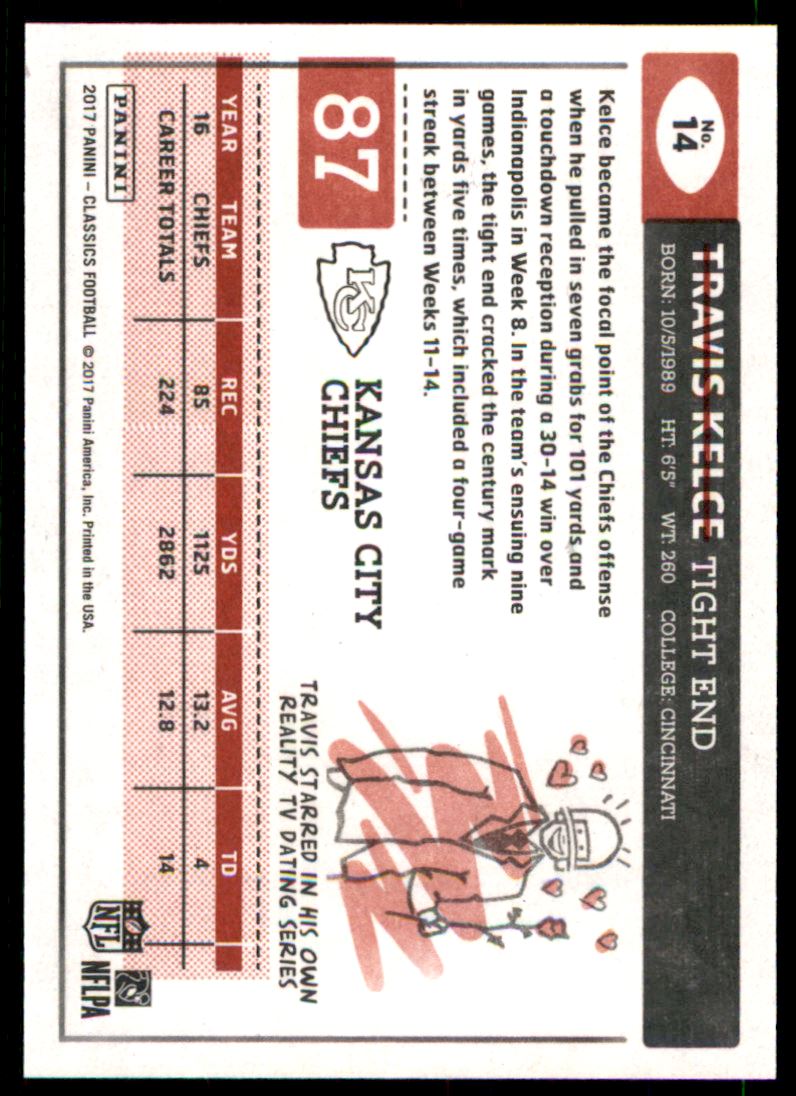 No.
14
TRAVIS KELCE TIGHT END
BORN: 10/5/1989 HT: 6'5" WT: 260 COLLEGE: CINCINNATI
Kelce became the focal point of the Chiefs offense
when he pulled in seven grabs for 101 yards and
a touchdown reception during a 30–14 win over
Indianapolis in Week 8. In the team's ensuing nine
games, the tight end cracked the century mark
in yards five times, which included a four-game
streak between Weeks 11–14.
87
KC
KANSAS CITY
CHIEFS
TRAVIS STARRED IN HIS OWN
REALITY TV DATING SERIES
YEAR TEAM REC YDS AVG TD
16 CHIEFS 85 1125 13.2 4
CAREER TOTALS 224 2862 12.8 14
PANINI
2017 PANINI – CLASSICS FOOTBALL © 2017 Panini America, Inc. Printed in the USA.
NFL
NFLPA